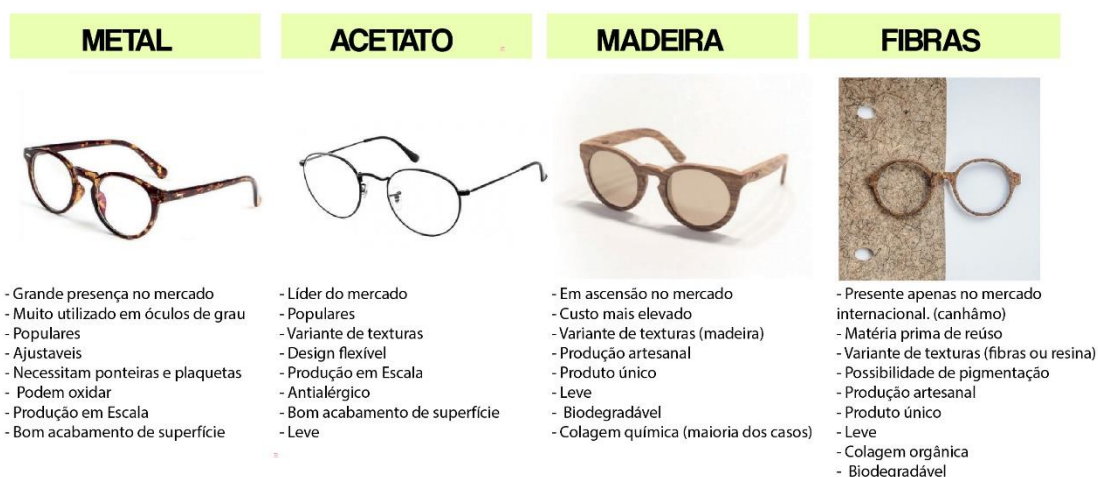 METAL
ACETATO
MADEIRA
FIBRAS
- Grande presença no mercado
- Muito utilizado em óculos de grau
- Populares
- Ajustaveis
- Necessitam ponteiras e plaquetas
- Podem oxidar
- Produção em Escala
- Bom acabamento de superfície
- Líder do mercado
- Populares
- Variante de texturas
- Design flexível
- Produção em Escala
- Antialérgico
- Bom acabamento de superfície
- Leve
- Em ascensão no mercado
- Custo mais elevado
- Variante de texturas (madeira)
- Produção artesanal
- Produto único
- Leve
- Biodegradável
- Colagem química (maioria dos casos)
- Presente apenas no mercado
internacional. (canhâmo)
- Matéria prima de reúso
- Variante de texturas (fibras ou resina)
- Possibilidade de pigmentação
- Produção artesanal
- Produto único
- Leve
- Colagem orgânica
- Biodegradável